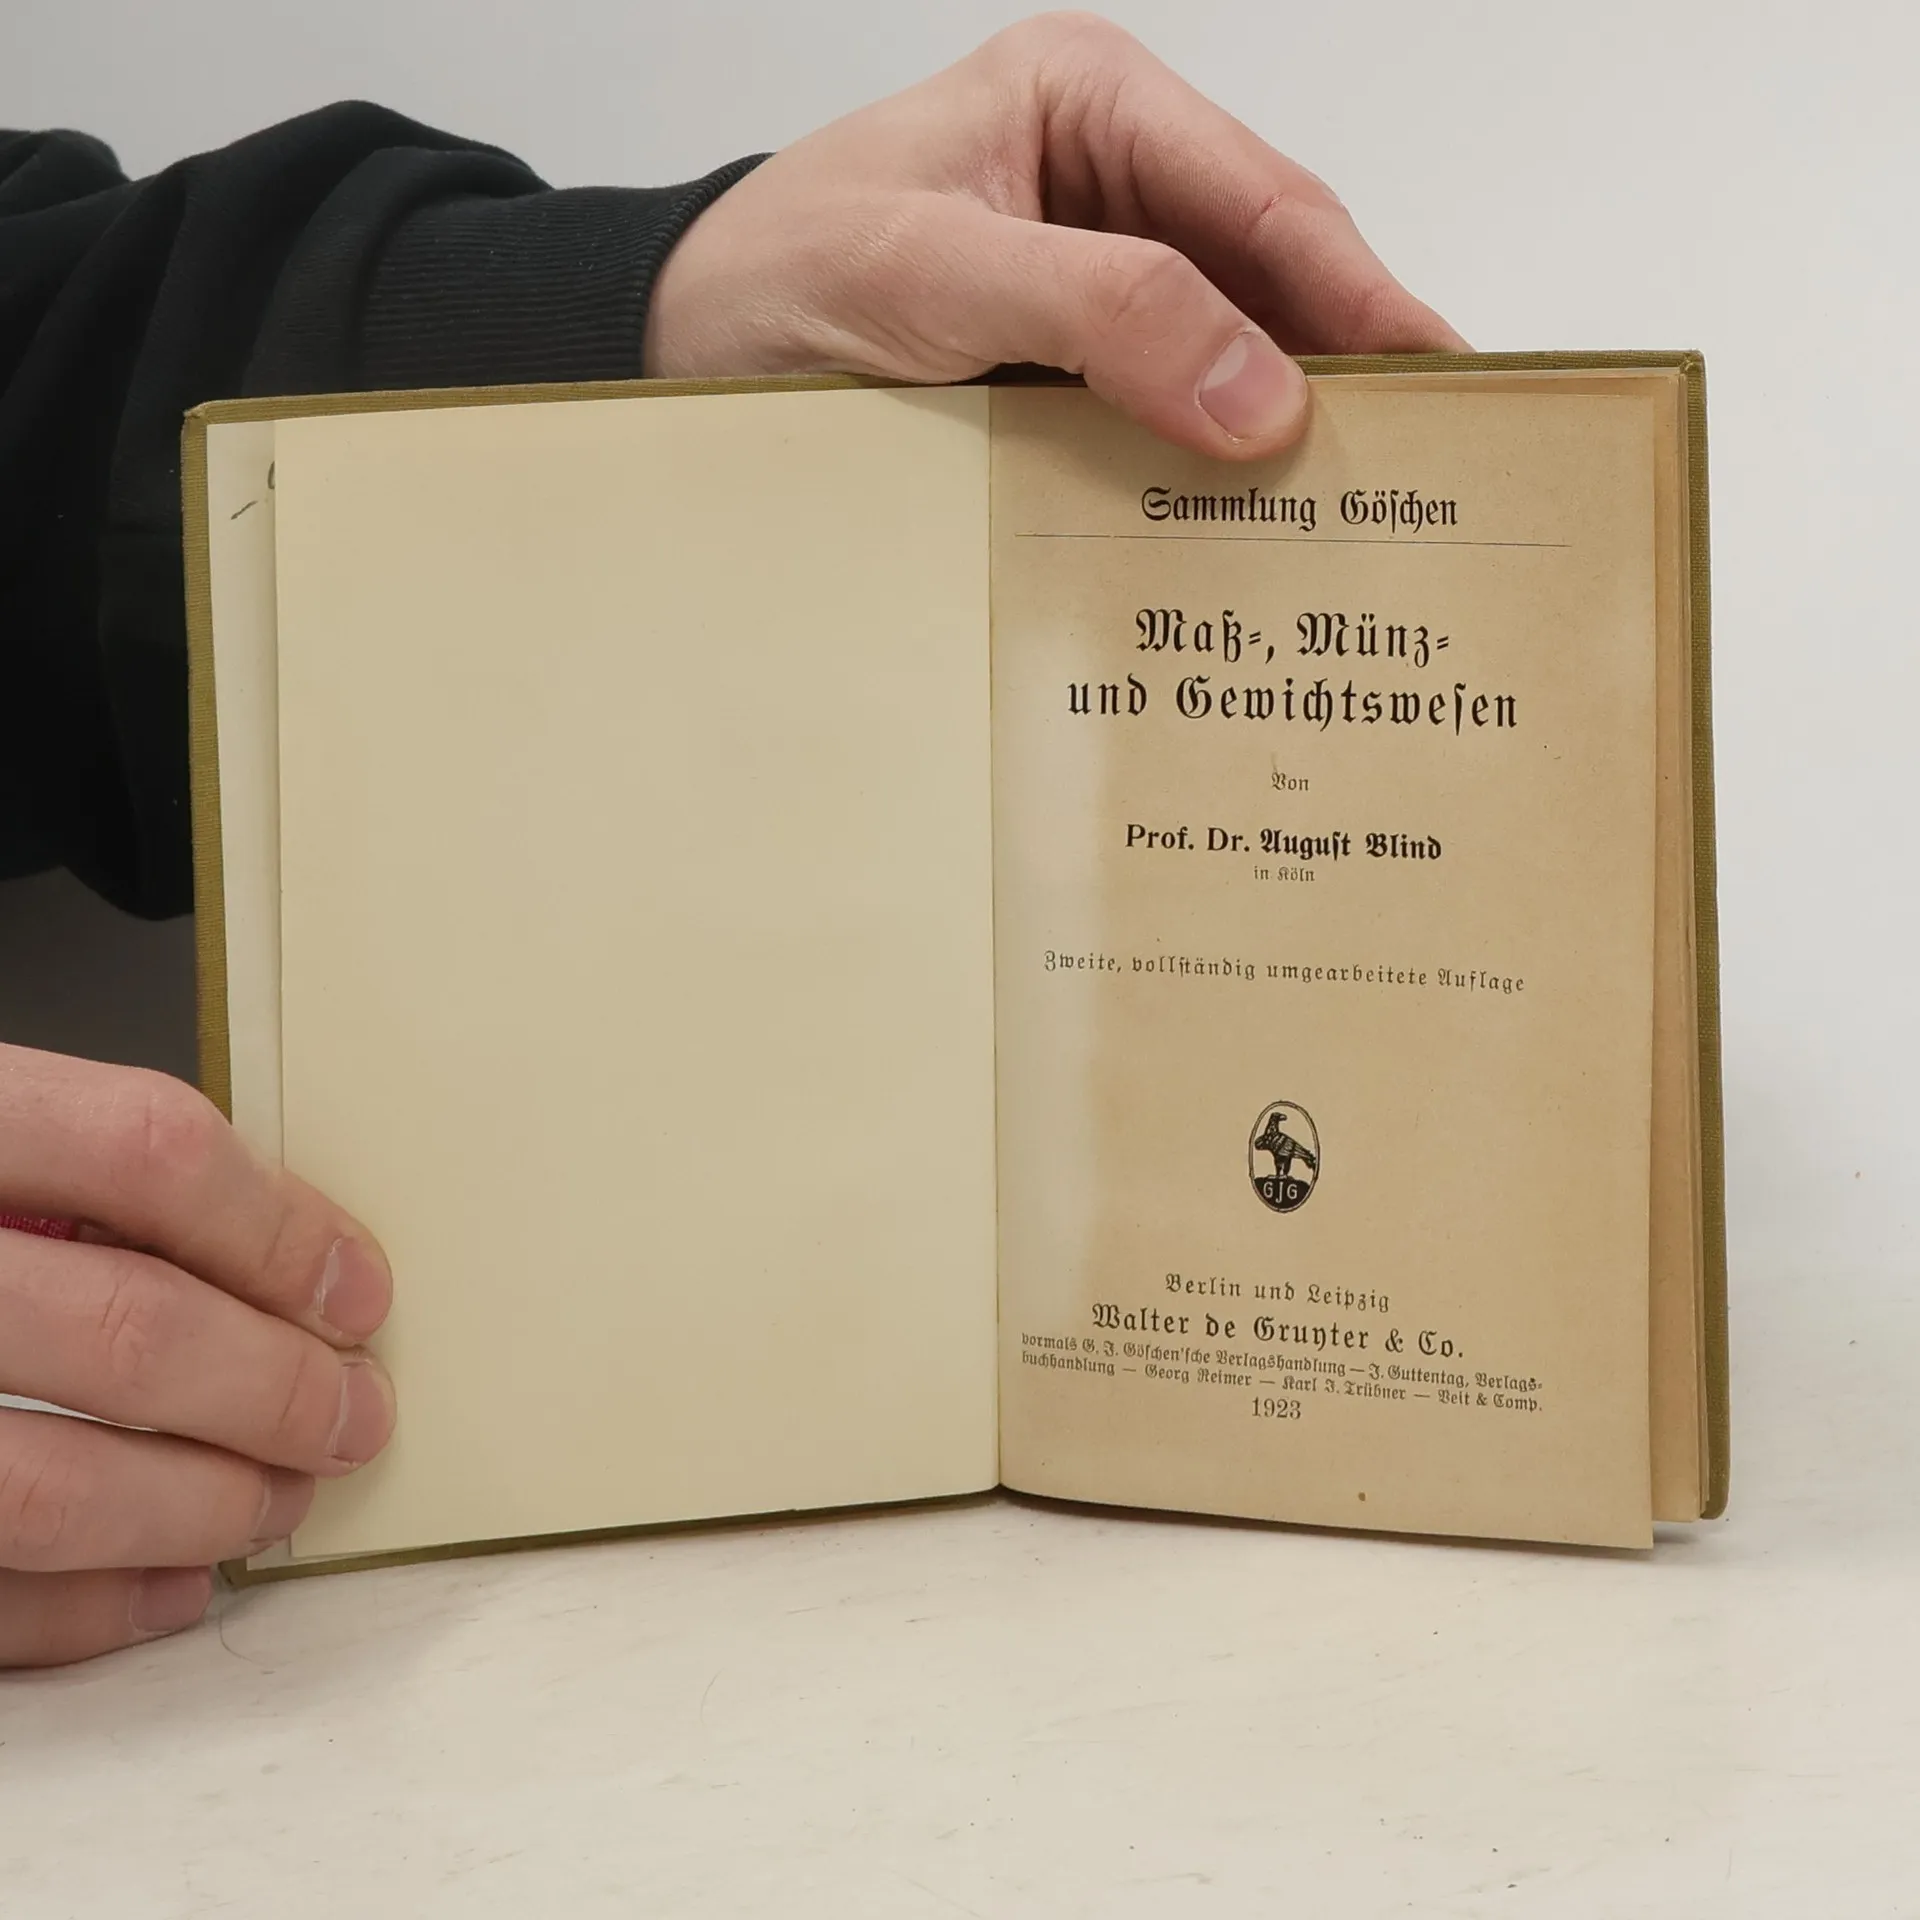 Sammlung Göschen
Maß-, Münz-
und Gewichtswesen
Von
Prof. Dr. August Blind
in Köln
Zweite, vollständig umgearbeitete Auflage
GJG
Berlin und Leipzig
Walter de Gruyter & Co.
vormals G. J. Göschen'sche Verlagshandlung — J. Guttentag, Verlags-
buchhandlung — Georg Reimer — Karl J. Trübner — Veit & Comp.
1923